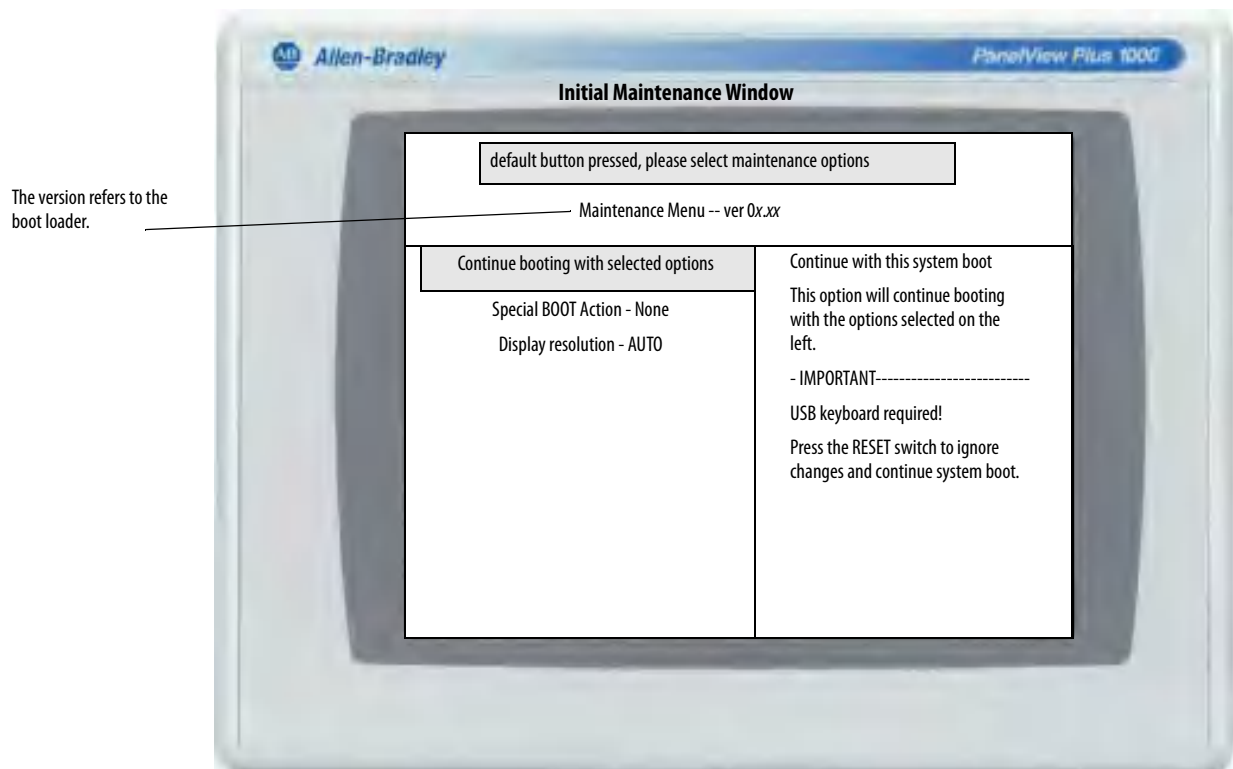 Allen-Bradley
PanelView Plus 1000
Initial Maintenance Window
default button pressed, please select maintenance options
The version refers to the
boot loader.
Maintenance Menu -- ver 0x.xx
Continue booting with selected options
Special BOOT Action - None
Display resolution - AUTO
Continue with this system boot
This option will continue booting
with the options selected on the
left.
- IMPORTANT--------------------------
USB keyboard required!
Press the RESET switch to ignore
changes and continue system boot.